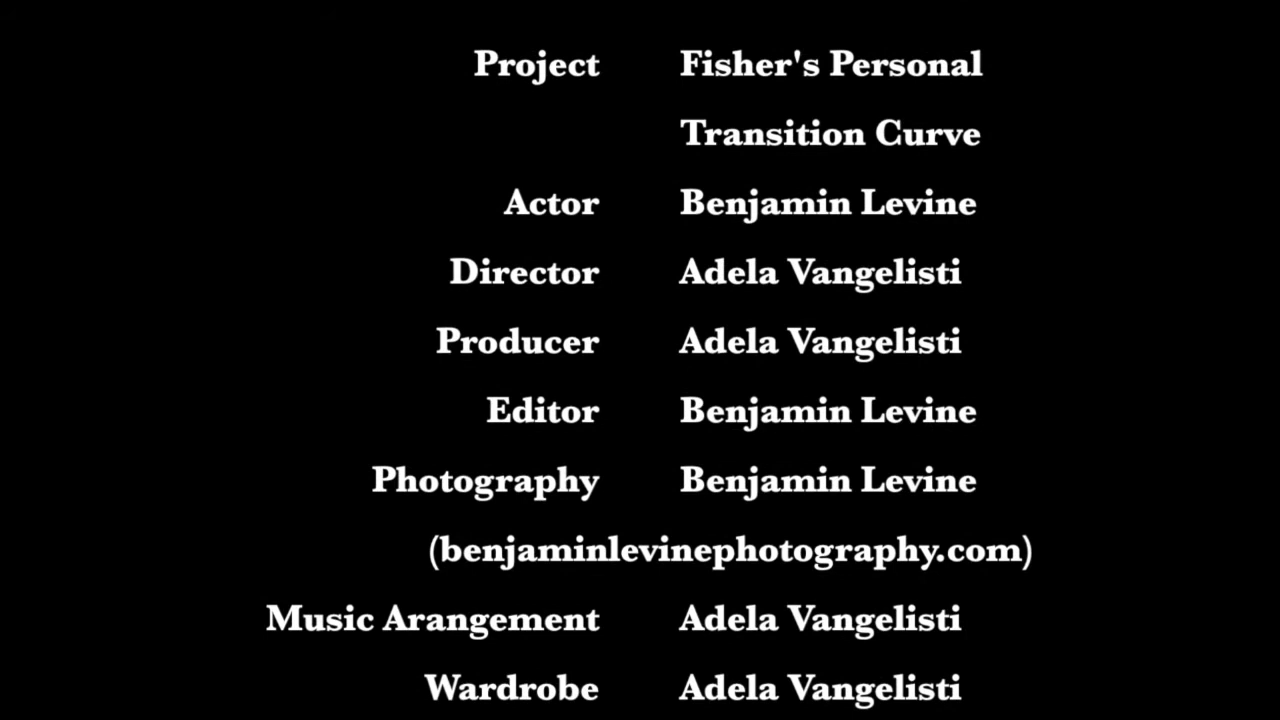 Project Fisher's Personal
Transition Curve
Actor Benjamin Levine
Director Adela Vangelisti
Producer Adela Vangelisti
Editor Benjamin Levine
Photography Benjamin Levine
(benjaminlevinephotography.com)
Music Arangement Adela Vangelisti
Wardrobe Adela Vangelisti